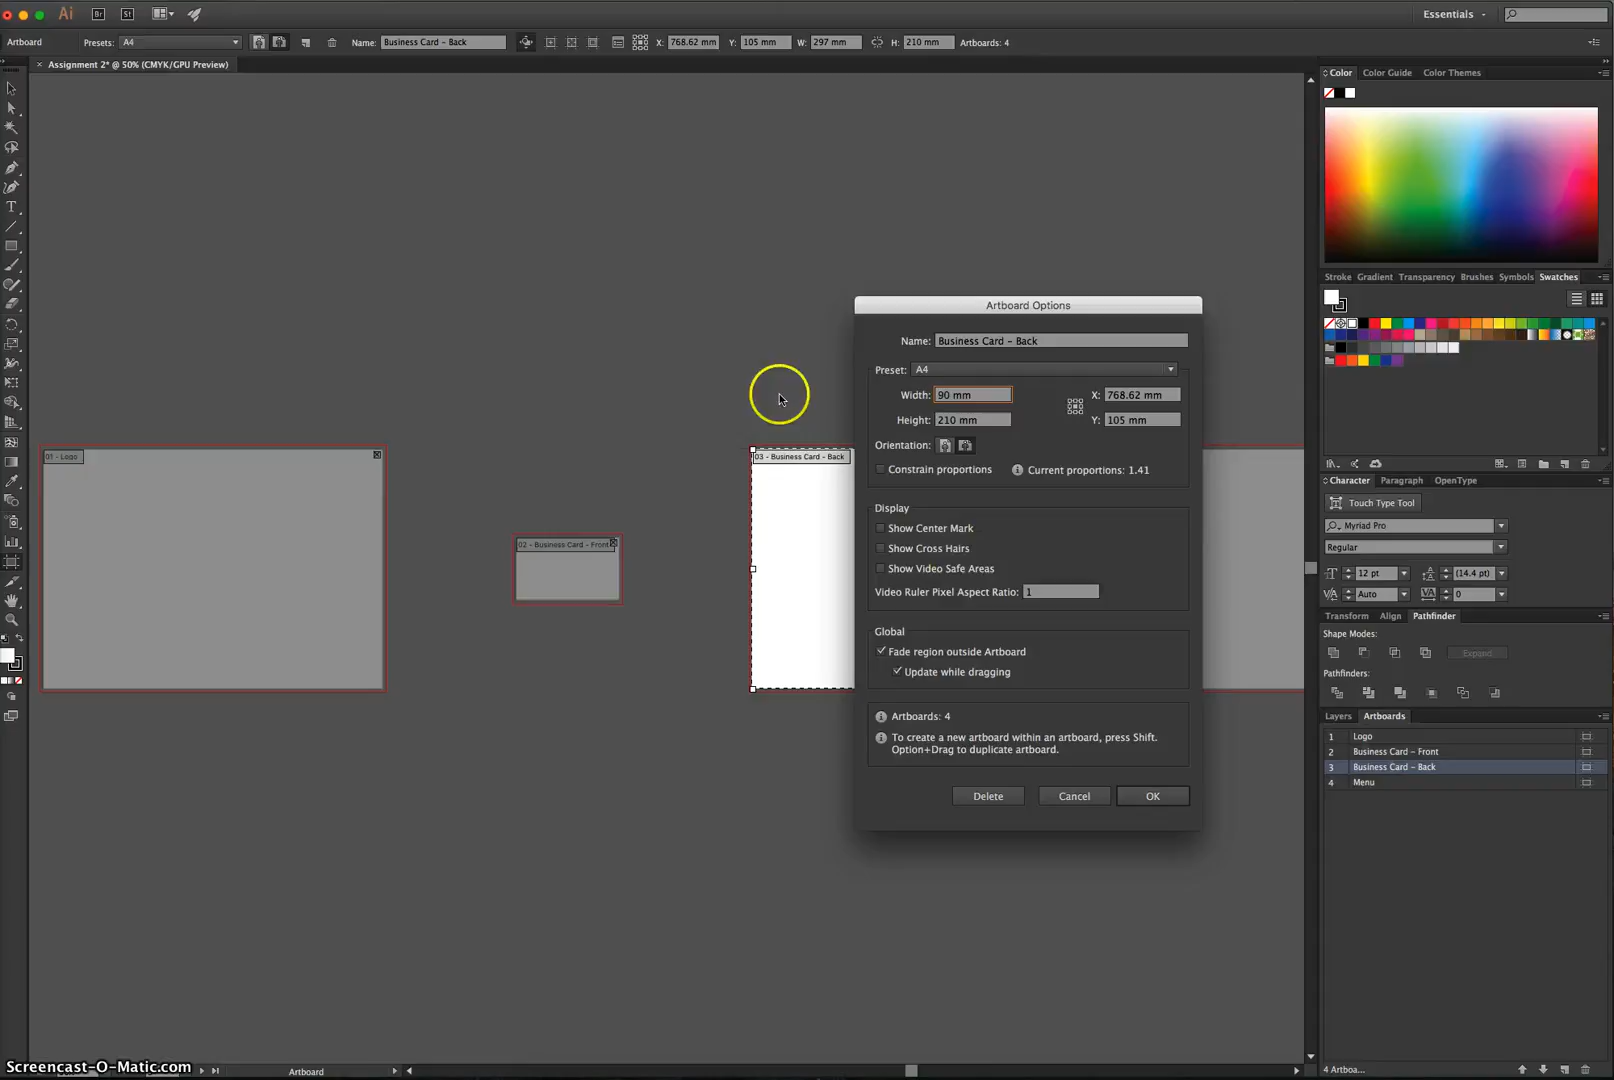 Ai Br St Essentials
Artboard Presets: A4 Name: Business Card - Back X: 768.62 mm Y: 105 mm W: 297 mm H: 210 mm Artboards: 4
× Assignment 2* @ 50% (CMYK/GPU Preview)
Color Color Guide Color Themes
Stroke Gradient Transparency Brushes Symbols Swatches
Artboard Options
Name: Business Card - Back
Preset: A4
Width: 90 mm X: 768.62 mm
Height: 210 mm Y: 105 mm
Orientation:
Constrain proportions Current proportions: 1.41
Display
Show Center Mark
Show Cross Hairs
Show Video Safe Areas
Video Ruler Pixel Aspect Ratio: 1
Global
Fade region outside Artboard
Update while dragging
Artboards: 4
To create a new artboard within an artboard, press Shift.
Option+Drag to duplicate artboard.
Delete Cancel OK
01 - Logo
02 - Business Card - Front
03 - Business Card - Back
Character Paragraph OpenType
Touch Type Tool
Myriad Pro
Regular
12 pt (14.4 pt)
Auto 0
Transform Align Pathfinder
Shape Modes:
Expand
Pathfinders:
Layers Artboards
1 Logo
2 Business Card - Front
3 Business Card - Back
4 Menu
4 Artboa...
Screencast-O-Matic.com
Artboard